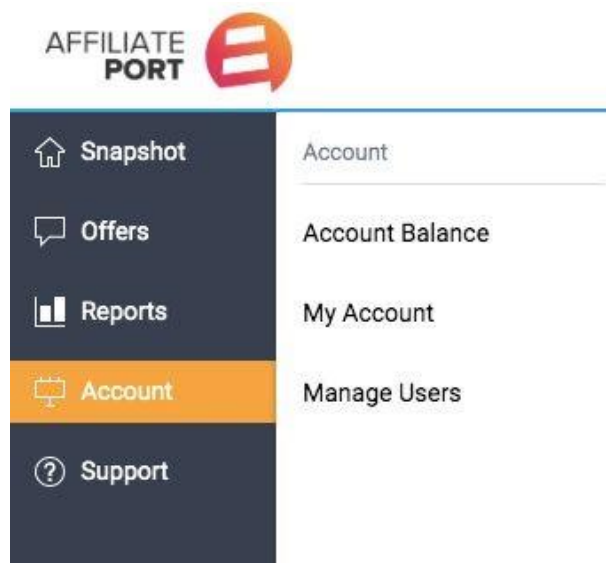 AFFILIATE
PORT
Snapshot
Offers
Reports
Account
Support
Account
Account Balance
My Account
Manage Users